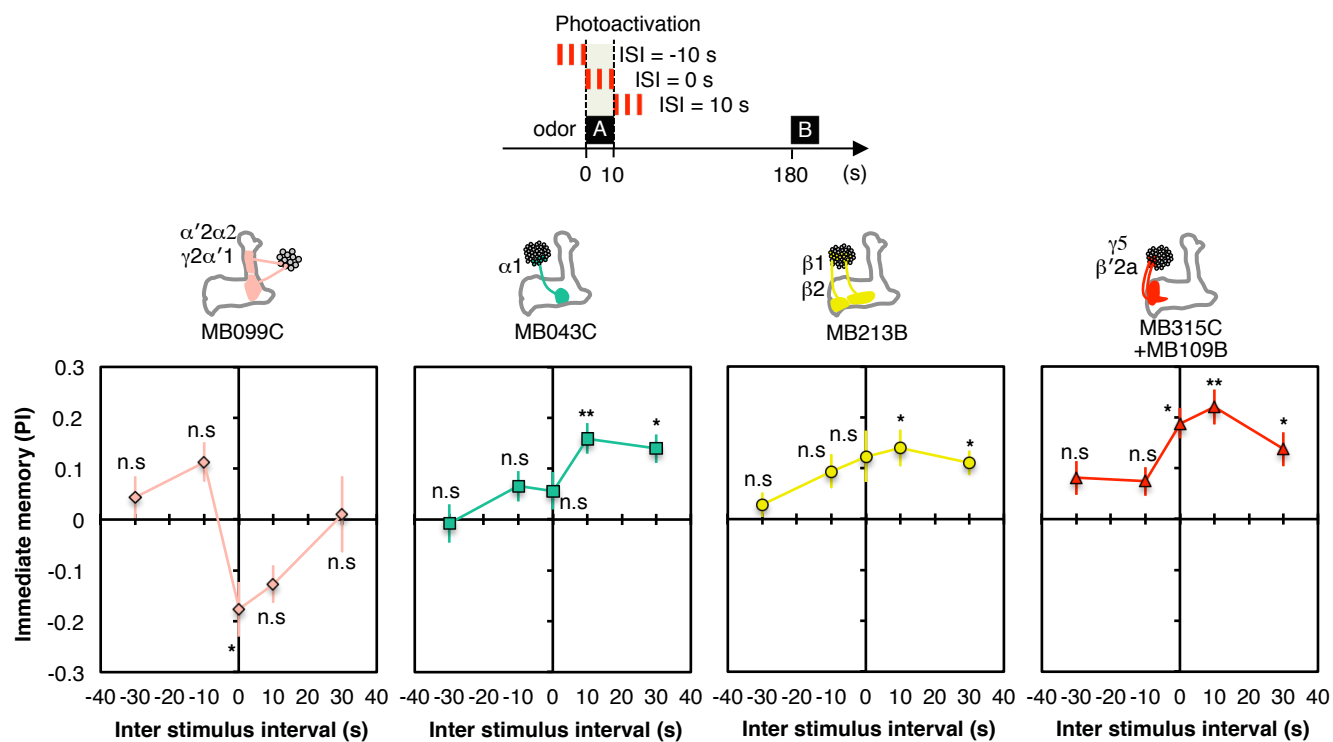 Photoactivation
ISI = -10 s
ISI = 0 s
ISI = 10 s
odor A B
0 10 180 (s)
α'2α2
γ2α'1
MB099C
α1
MB043C
β1
β2
MB213B
γ5
β'2a
MB315C
+MB109B
Immediate memory (PI)
0.3
0.2
0.1
0
-0.1
-0.2
-0.3
n.s
n.s
*
n.s
n.s
-40 -30 -20 -10 0 10 20 30 40
Inter stimulus interval (s)
n.s
n.s
n.s
**
*
-40 -30 -20 -10 0 10 20 30 40
Inter stimulus interval (s)
n.s
n.s
n.s
*
*
-40 -30 -20 -10 0 10 20 30 40
Inter stimulus interval (s)
n.s
n.s
*
**
*
-40 -30 -20 -10 0 10 20 30 40
Inter stimulus interval (s)